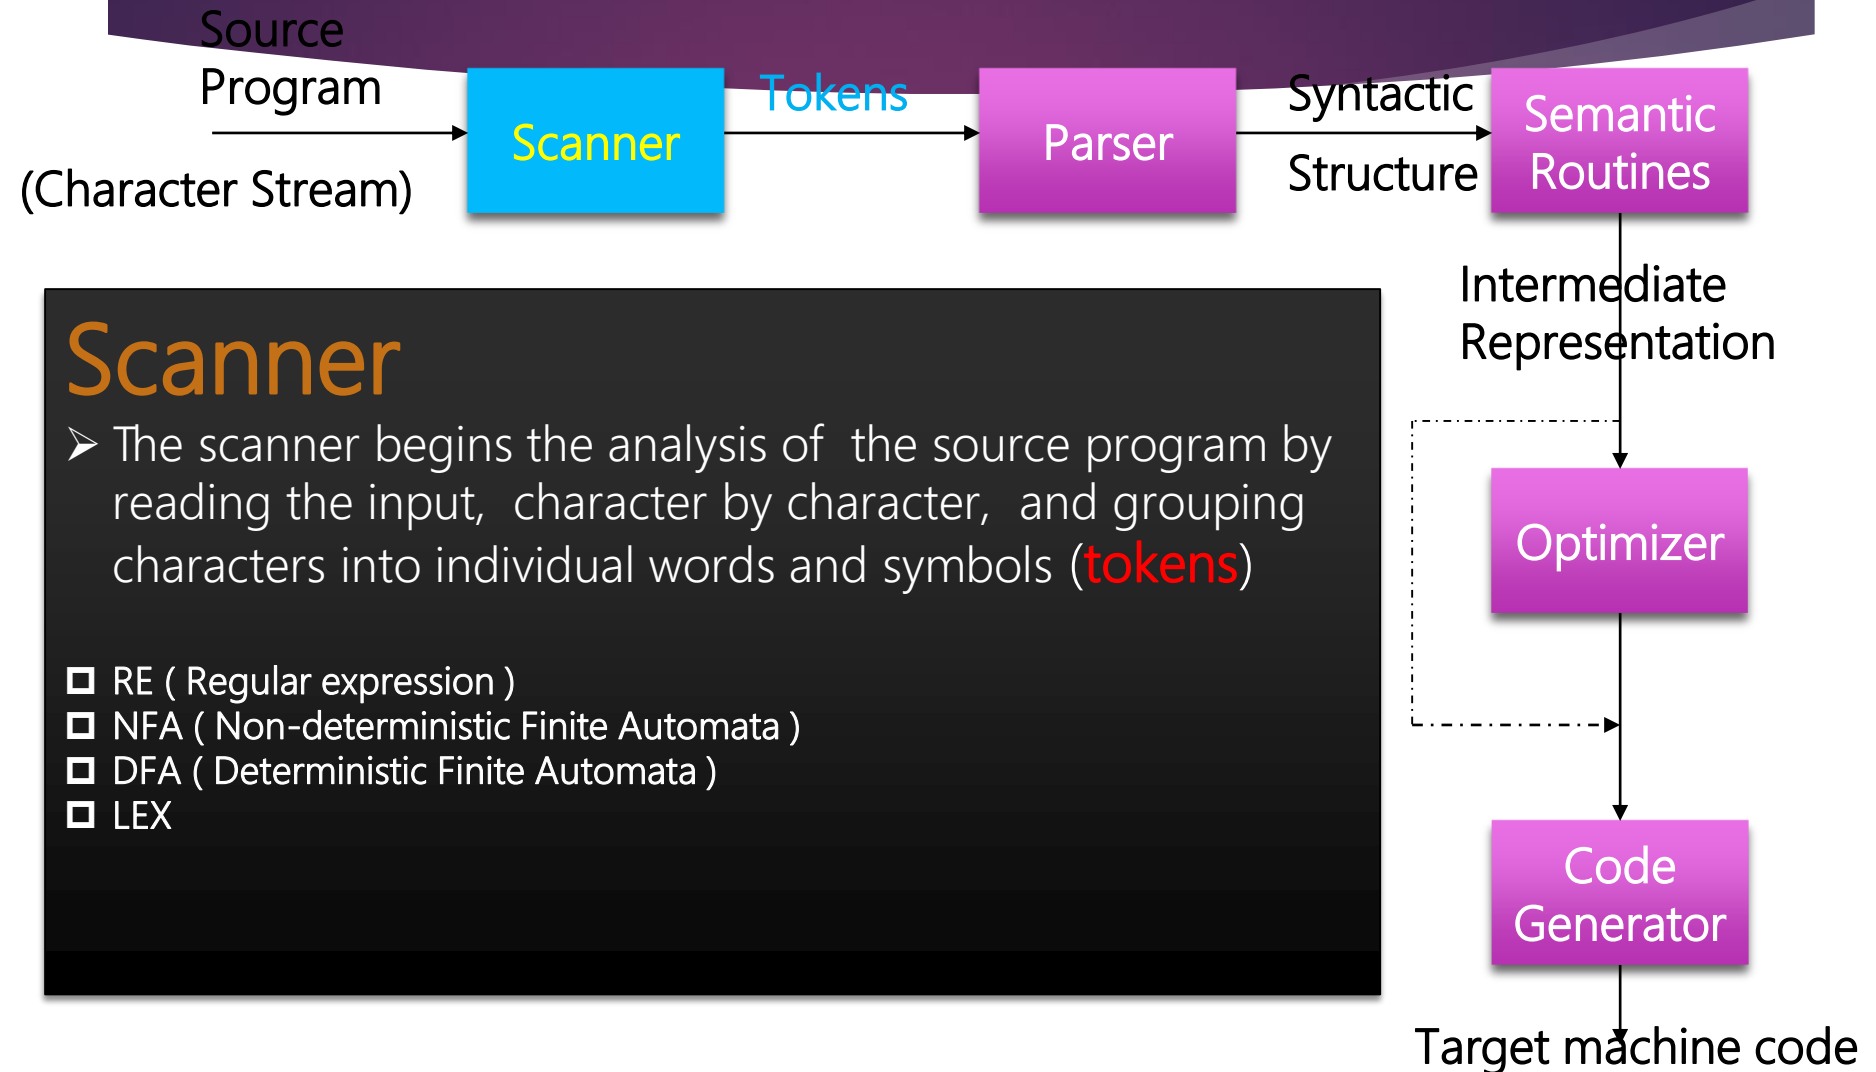 Source
Program
(Character Stream)
Scanner
Tokens
Parser
Syntactic
Structure
Semantic
Routines
Intermediate
Representation
Scanner
➢ The scanner begins the analysis of the source program by
reading the input, character by character, and grouping
characters into individual words and symbols (tokens)
RE ( Regular expression )
NFA ( Non-deterministic Finite Automata )
DFA ( Deterministic Finite Automata )
LEX
Optimizer
Code
Generator
Target machine code